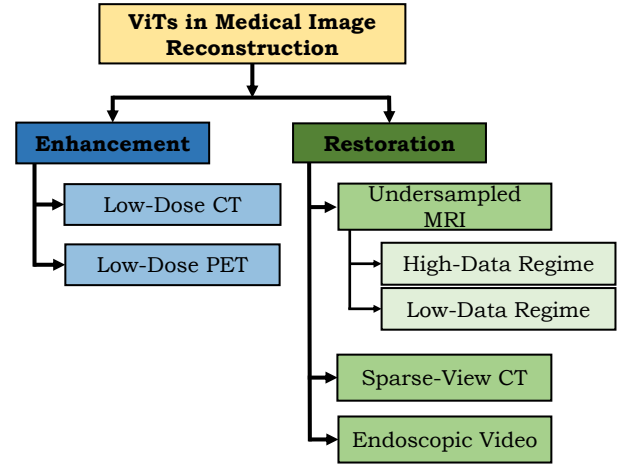 ViTs in Medical Image
Reconstruction
Enhancement
Low-Dose CT
Low-Dose PET
Restoration
Undersampled
MRI
High-Data Regime
Low-Data Regime
Sparse-View CT
Endoscopic Video